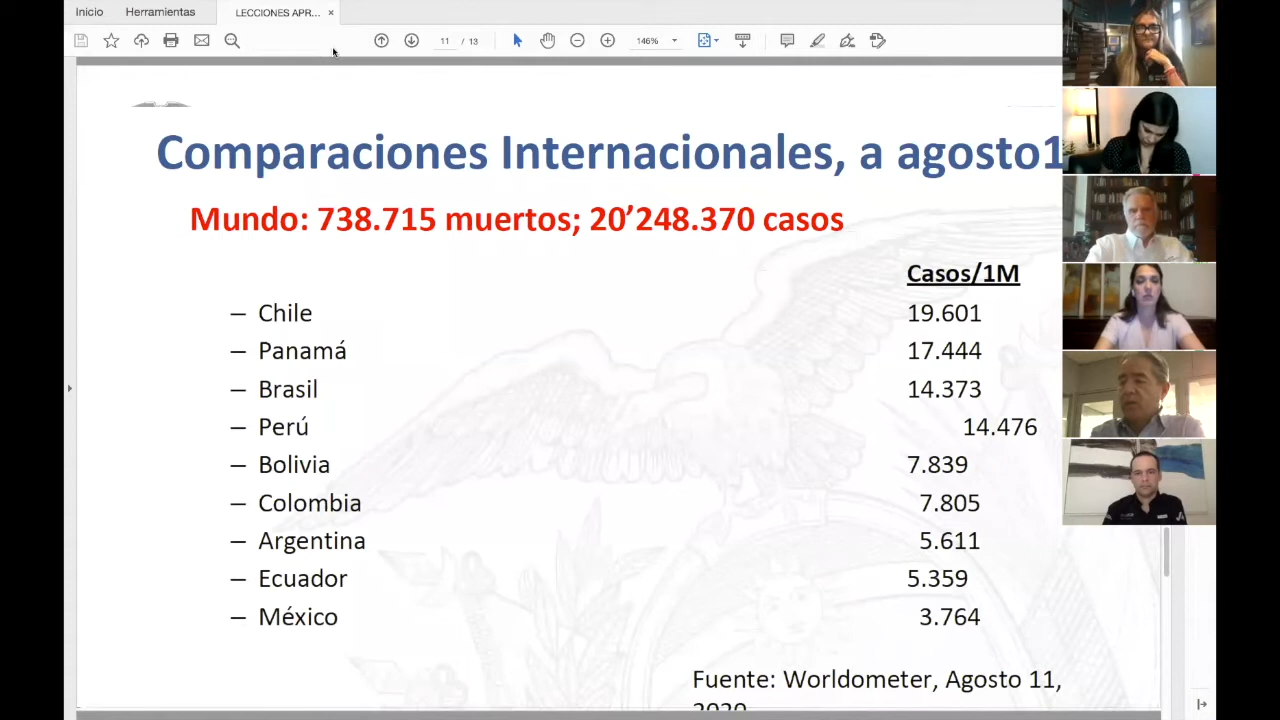 Inicio Herramientas LECCIONES APR... ×
11 / 13 146%
Comparaciones Internacionales, a agosto1
Mundo: 738.715 muertos; 20’248.370 casos
Casos/1M
– Chile 19.601
– Panamá 17.444
– Brasil 14.373
– Perú 14.476
– Bolivia 7.839
– Colombia 7.805
– Argentina 5.611
– Ecuador 5.359
– México 3.764
Fuente: Worldometer, Agosto 11,
2020